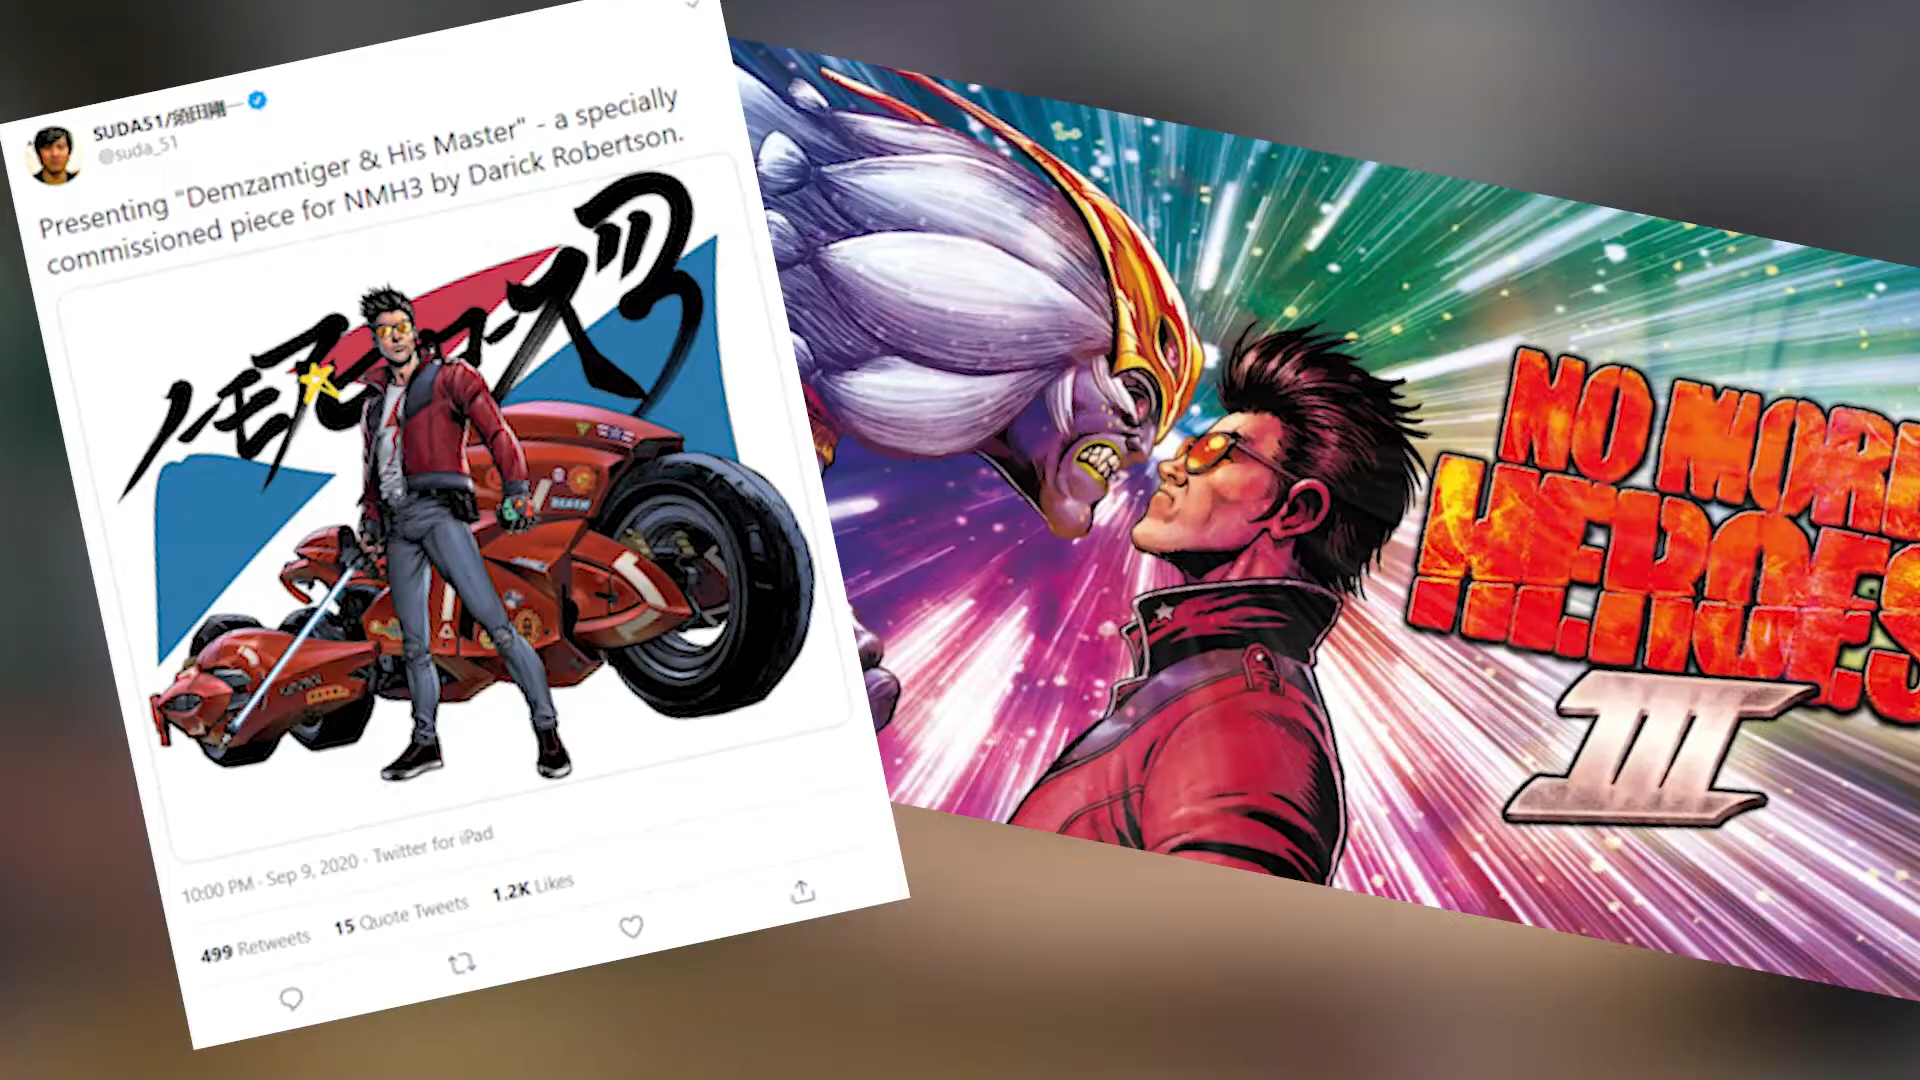 SUDA51/須田剛一
@suda_51
Presenting "Demzamtiger & His Master" - a specially
commissioned piece for NMH3 by Darick Robertson.
ノーモア★ヒーローズ3
DEATH
10:00 PM · Sep 9, 2020 · Twitter for iPad
499 Retweets 15 Quote Tweets 1.2K Likes
NO MORE
HEROES
III